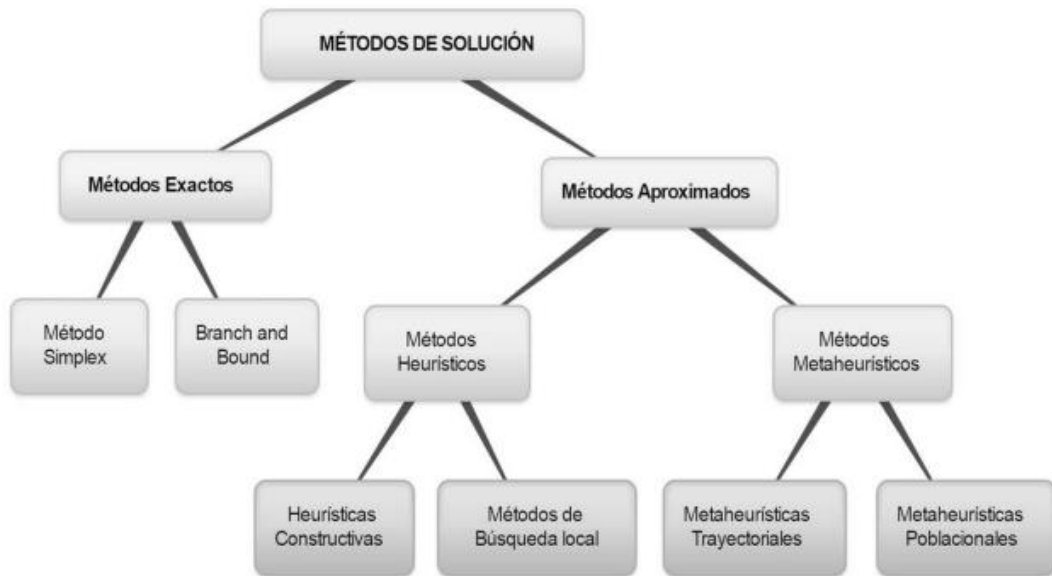 MÉTODOS DE SOLUCIÓN
Métodos Exactos
Métodos Aproximados
Método
Simplex
Branch and
Bound
Métodos
Heurísticos
Métodos
Metaheurísticos
Heurísticas
Constructivas
Métodos de
Búsqueda local
Metaheurísticas
Trayectoriales
Metaheurísticas
Poblacionales